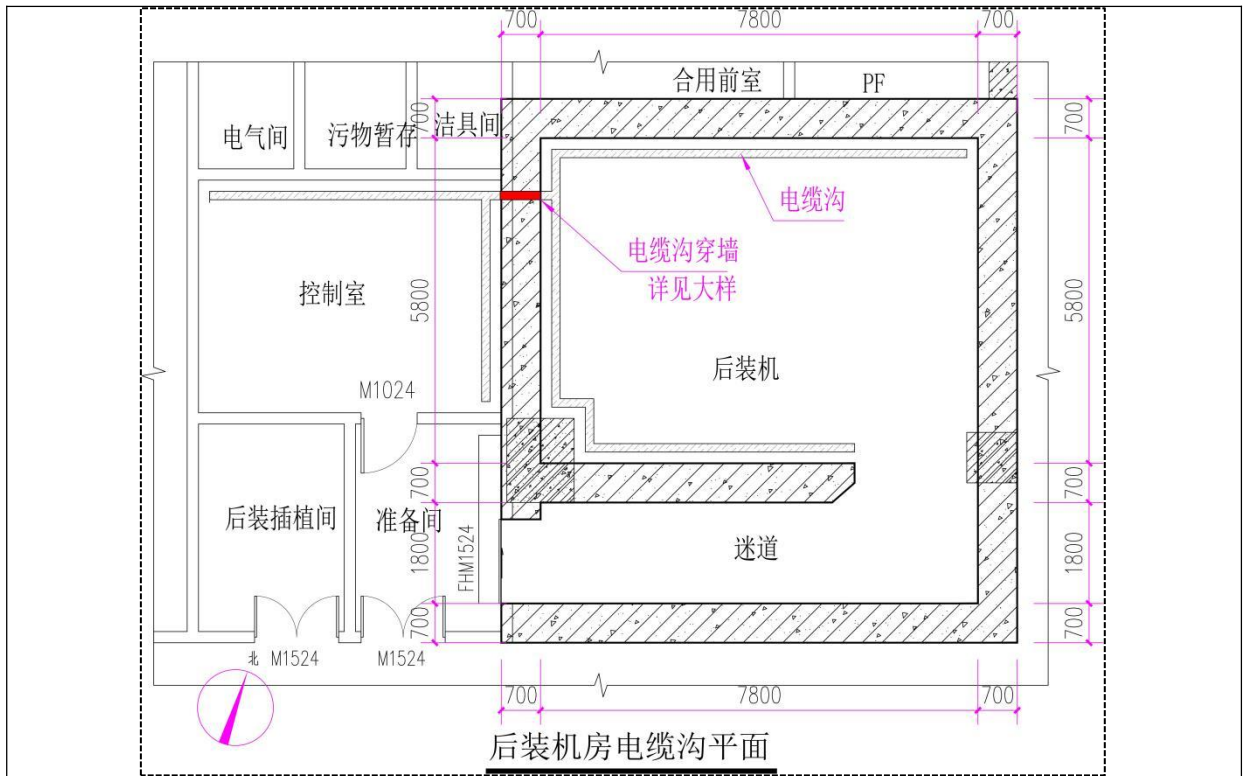 700
7800
700
合用前室
PF
电气间
污物暂存
洁具间
700
700
电缆沟
电缆沟穿墙
详见大样
控制室
5800
5800
后装机
M1024
700
700
后装插植间
准备间
FHM1524
1800
迷道
1800
700
700
北
M1524
M1524
700
7800
700
后装机房电缆沟平面